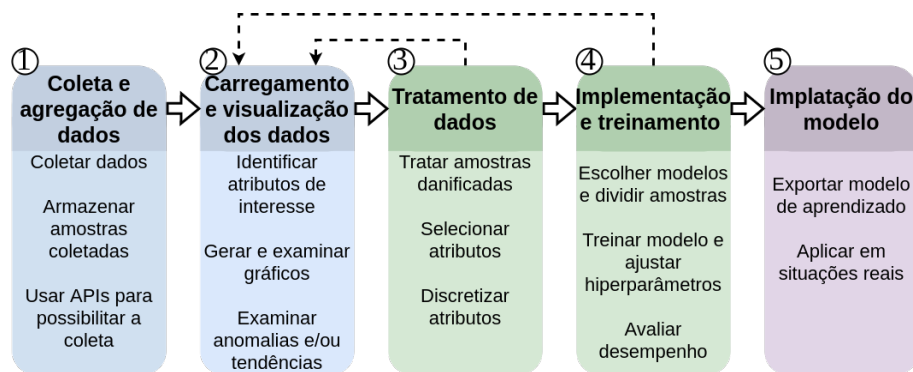 1
Coleta e
agregação de
dados
Coletar dados
Armazenar
amostras
coletadas
Usar APIs para
possibilitar a
coleta
2
Carregamento
e visualização
dos dados
Identificar
atributos de
interesse
Gerar e examinar
gráficos
Examinar
anomalias e/ou
tendências
3
Tratamento de
dados
Tratar amostras
danificadas
Selecionar
atributos
Discretizar
atributos
4
Implementação
e treinamento
Escolher modelos
e dividir amostras
Treinar modelo e
ajustar
hiperparâmetros
Avaliar
desempenho
5
Implatação do
modelo
Exportar modelo
de aprendizado
Aplicar em
situações reais